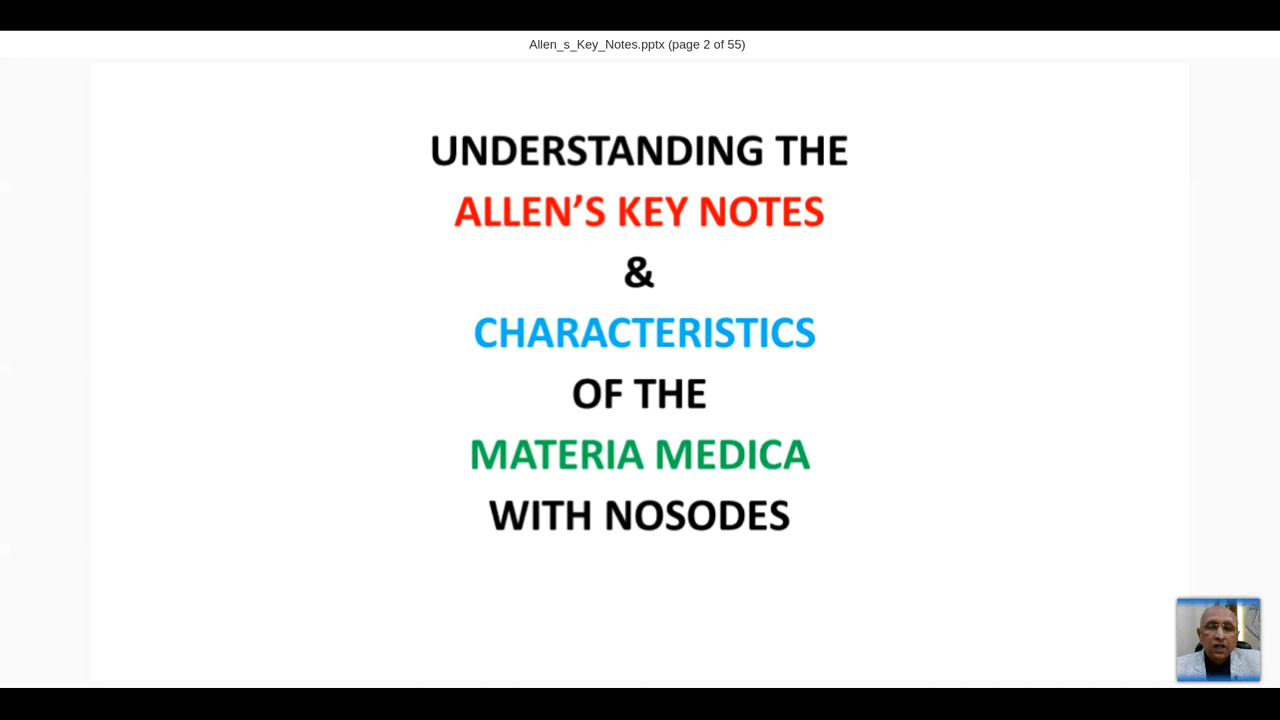 Allen_s_Key_Notes.pptx (page 2 of 55)
UNDERSTANDING THE
ALLEN’S KEY NOTES
&
CHARACTERISTICS
OF THE
MATERIA MEDICA
WITH NOSODES